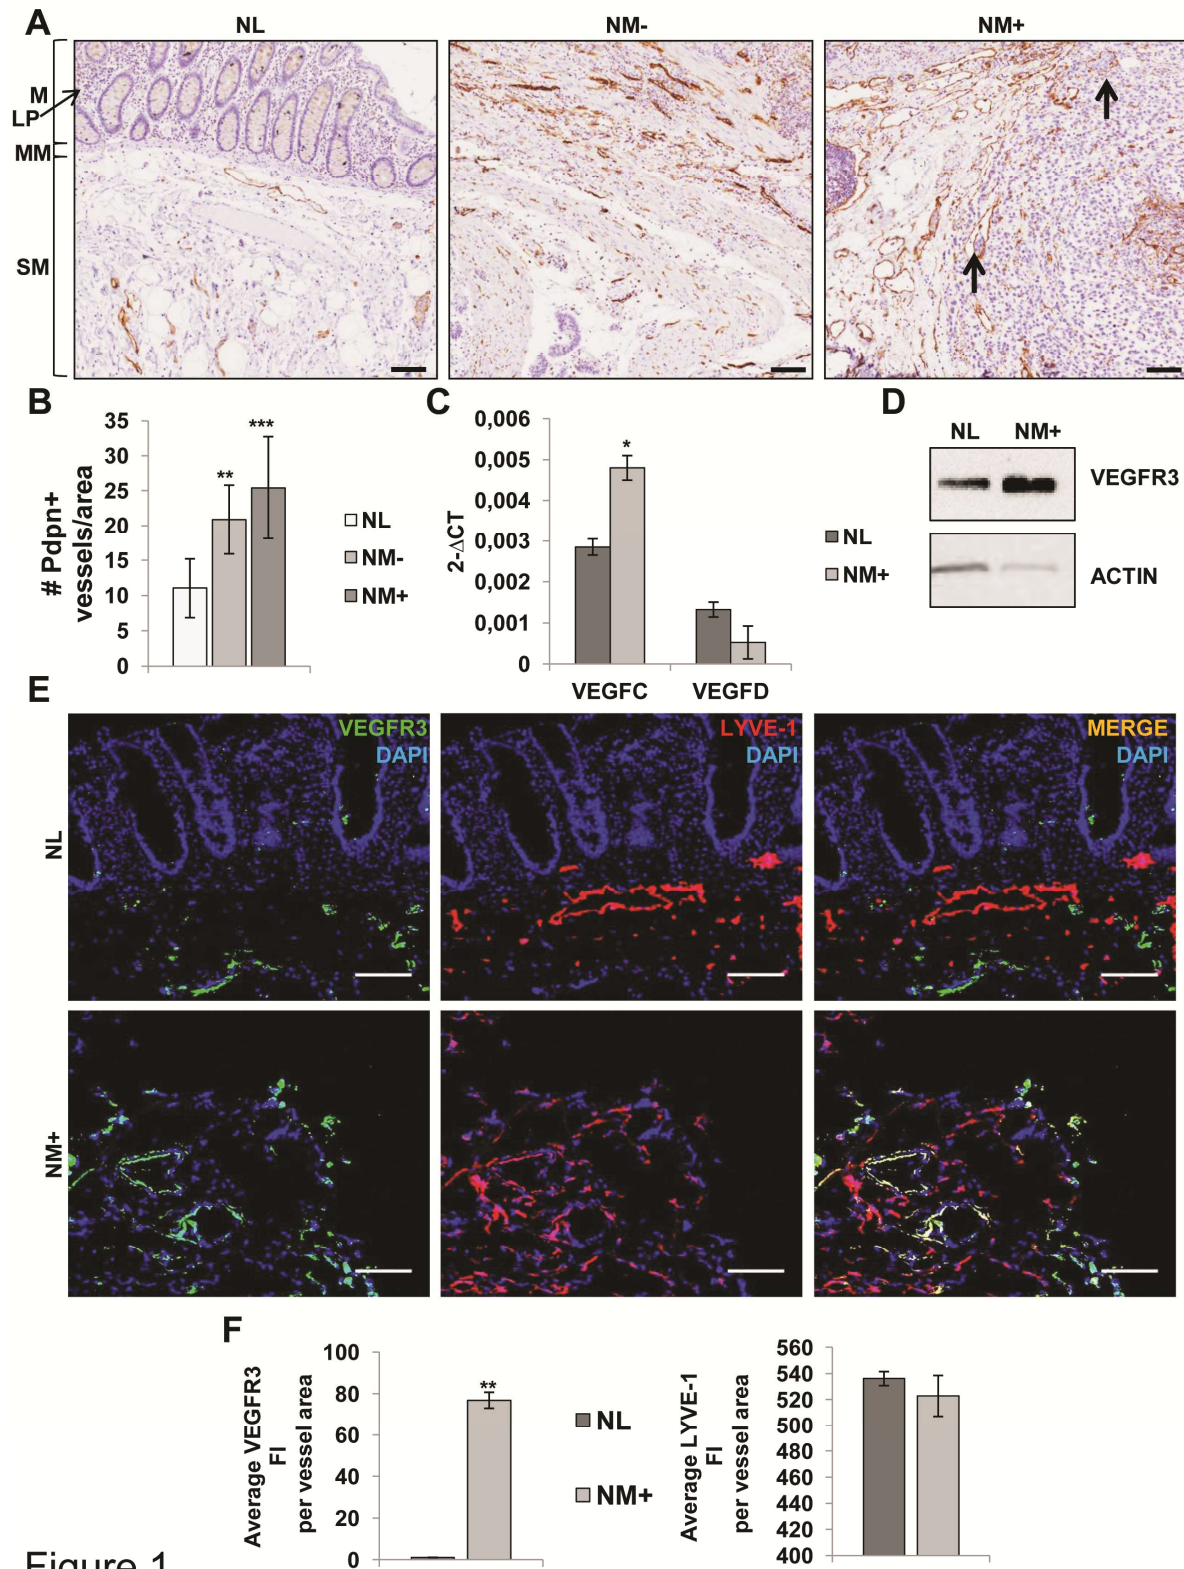 A
NL
NM-
NM+
M
LP
MM
SM
B
# Pdpn+
vessels/area
35
30
25
20
15
10
5
0
**
***
NL
NM-
NM+
C
2-ΔCT
0,006
0,005
0,004
0,003
0,002
0,001
0
*
VEGFC
VEGFD
NL
NM+
D
NL
NM+
VEGFR3
ACTIN
E
VEGFR3
DAPI
LYVE-1
DAPI
MERGE
DAPI
NL
NM+
F
Average VEGFR3
FI
per vessel area
100
80
60
40
20
0
**
NL
NM+
Average LYVE-1
FI
per vessel area
560
540
520
500
480
460
440
420
400
Figure 1